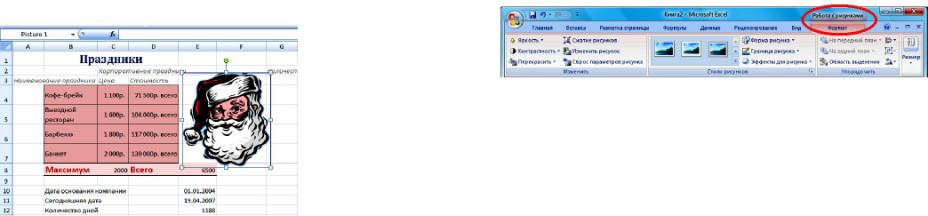 Picture 1
fx
A B C D E F G
1 Праздники
2 Корпоративные праздники
3 Наименование праздника Цена Стоимость
4 Кофе-брейк 1 100р. 71 500р. всего
5 Выездной ресторан 1 600р. 104 000р. всего
6 Барбекю 1 800р. 117 000р. всего
7 Банкет 2 000р. 130 000р. всего
8 Максимум 2000 Всего 6500
9
10 Дата основания компании 01.01.2004
11 Сегодняшняя дата 19.04.2007
12 Количество дней 1188
Книга2 - Microsoft Excel
Работа с рисунками
Главная Вставка Разметка страницы Формулы Данные Рецензирование Вид Формат
Яркость Сжатие рисунков Форма рисунка На передний план
Контрастность Изменить рисунок Граница рисунка На задний план
Перекрасить Сброс параметров рисунка Эффекты для рисунка Область выделения
Размер
Изменить Стили рисунков Упорядочить